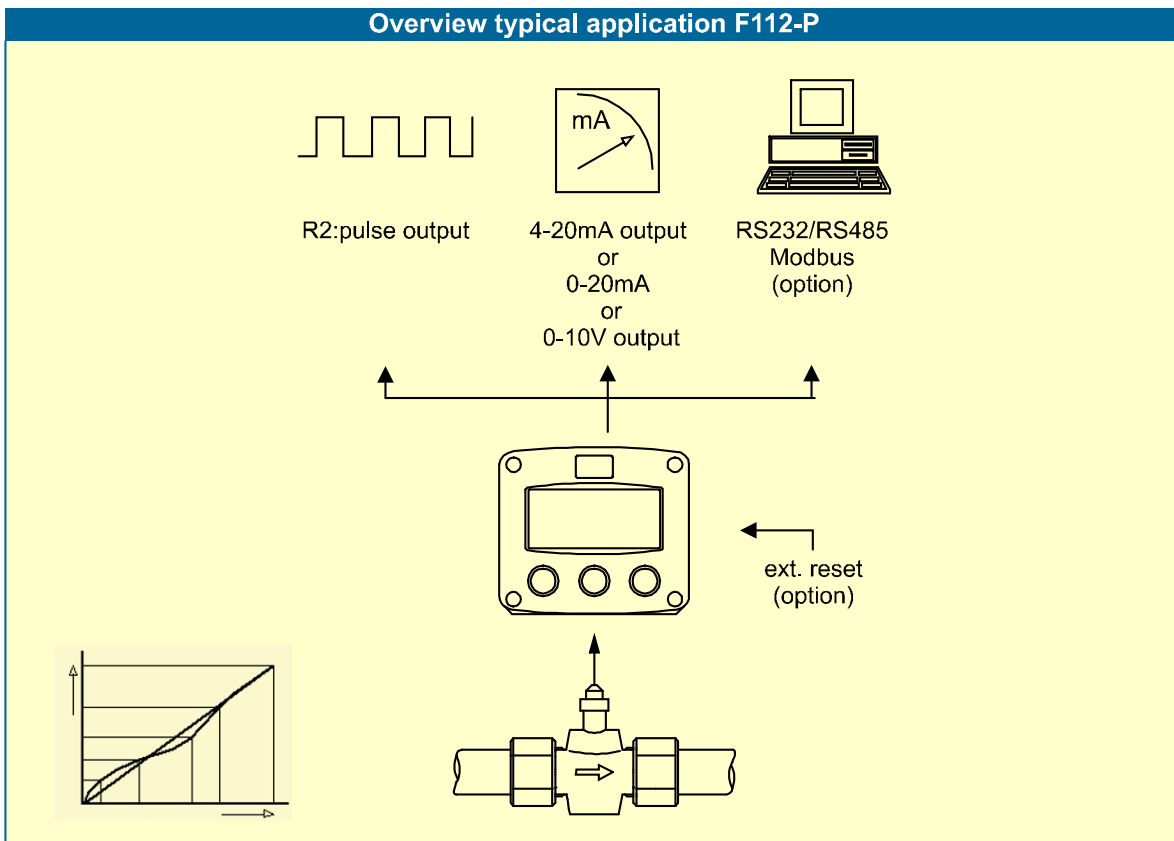 Overview typical application F112-P
mA
R2:pulse output
4-20mA output
or
0-20mA
or
0-10V output
RS232/RS485
Modbus
(option)
ext. reset
(option)